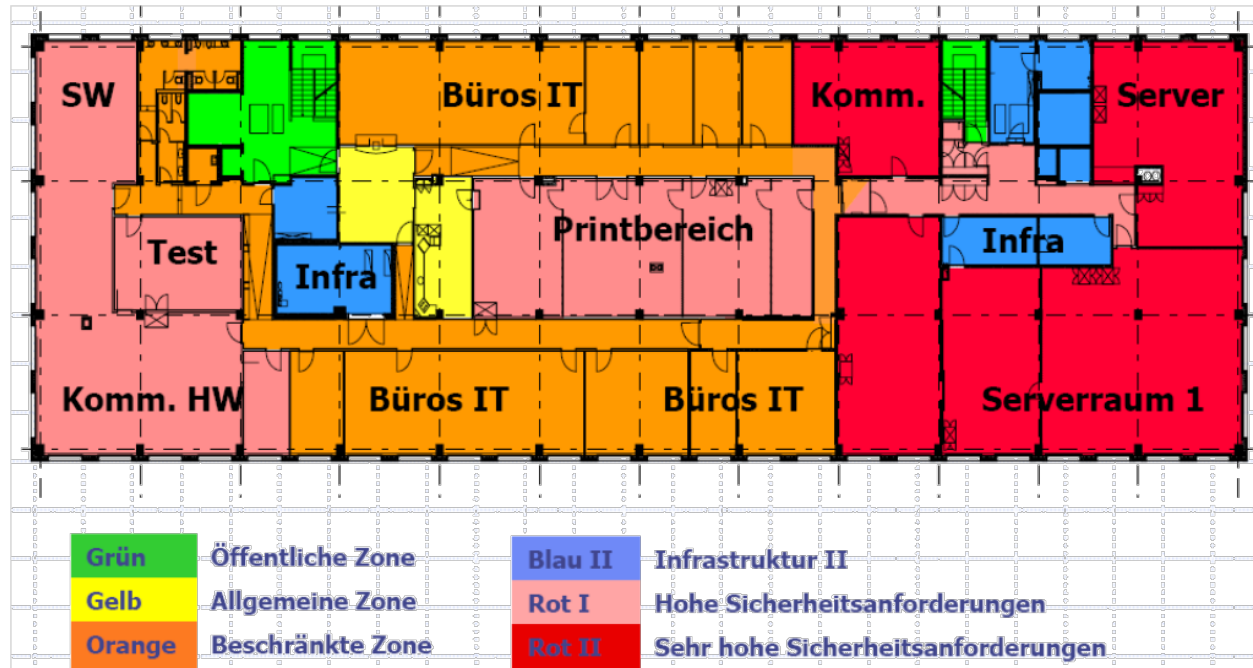 SW
Büros IT
Komm.
Server
Test
Infra
Printbereich
Infra
Komm. HW
Büros IT
Büros IT
Serverraum 1
Grün Öffentliche Zone
Gelb Allgemeine Zone
Orange Beschränkte Zone
Blau II Infrastruktur II
Rot I Hohe Sicherheitsanforderungen
Rot II Sehr hohe Sicherheitsanforderungen